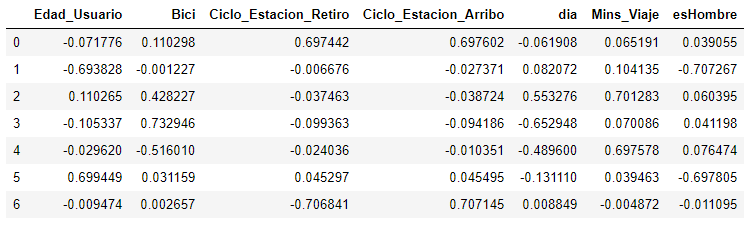 Edad_Usuario Bici Ciclo_Estacion_Retiro Ciclo_Estacion_Arribo dia Mins_Viaje esHombre
0 -0.071776 0.110298 0.697442 0.697602 -0.061908 0.065191 0.039055
1 -0.693828 -0.001227 -0.006676 -0.027371 0.082072 0.104135 -0.707267
2 0.110265 0.428227 -0.037463 -0.038724 0.553276 0.701283 0.060395
3 -0.105337 0.732946 -0.099363 -0.094186 -0.652948 0.070086 0.041198
4 -0.029620 -0.516010 -0.024036 -0.010351 -0.489600 0.697578 0.076474
5 0.699449 0.031159 0.045297 0.045495 -0.131110 0.039463 -0.697805
6 -0.009474 0.002657 -0.706841 0.707145 0.008849 -0.004872 -0.011095